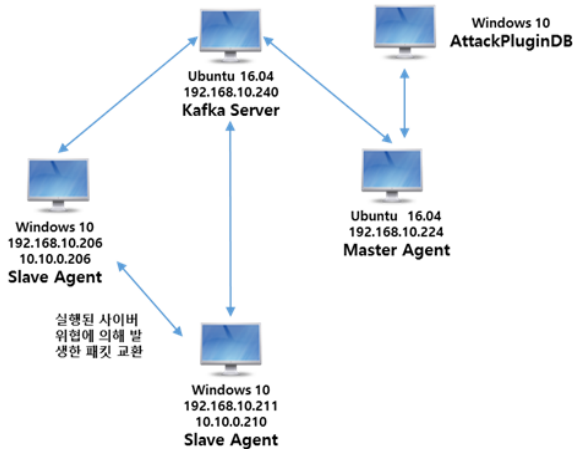 Windows 10
AttackPluginDB
Ubuntu 16.04
192.168.10.240
Kafka Server
Ubuntu 16.04
192.168.10.224
Master Agent
Windows 10
192.168.10.206
10.10.0.206
Slave Agent
실행된 사이버
위협에 의해 발
생한 패킷 교환
Windows 10
192.168.10.211
10.10.0.210
Slave Agent